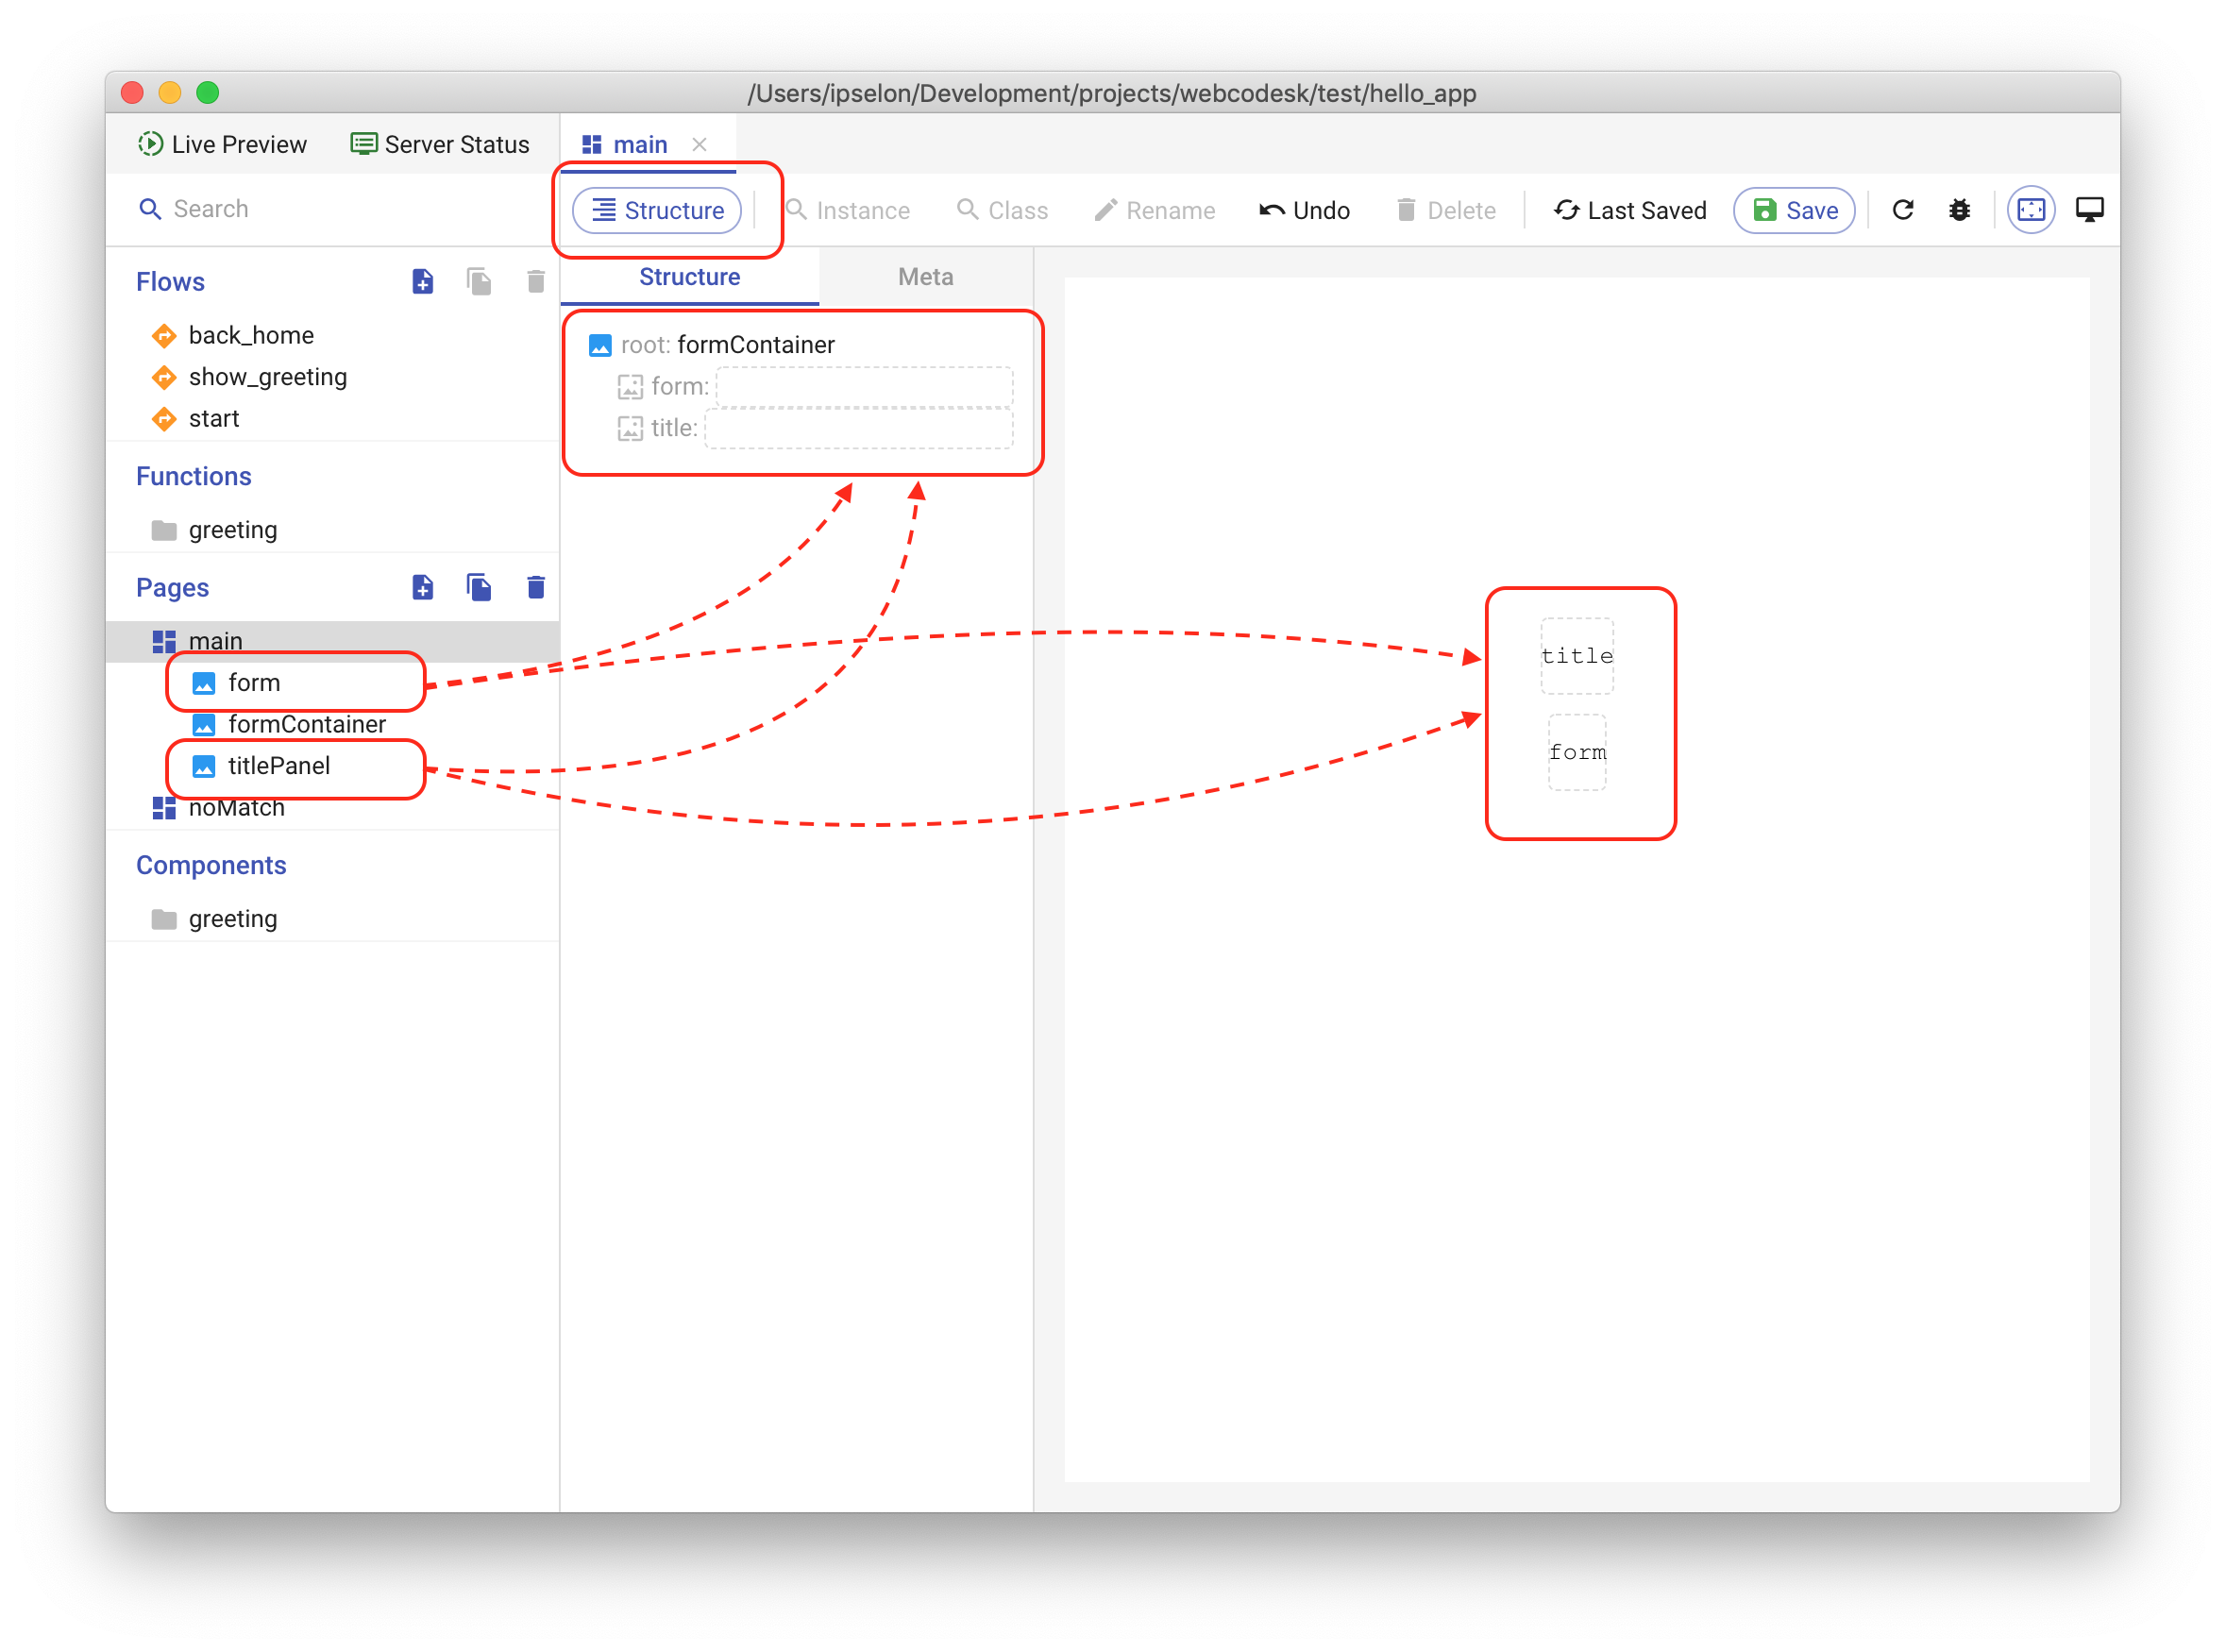 /Users/ipselon/Development/projects/webcodesk/test/hello_app
Live Preview Server Status main
Search Structure Instance Class Rename Undo Delete Last Saved Save
Flows
back_home
show_greeting
start
Functions
greeting
Pages
main
form
formContainer
titlePanel
noMatch
Components
greeting
Structure Meta
root: formContainer
form:
title:
title
form